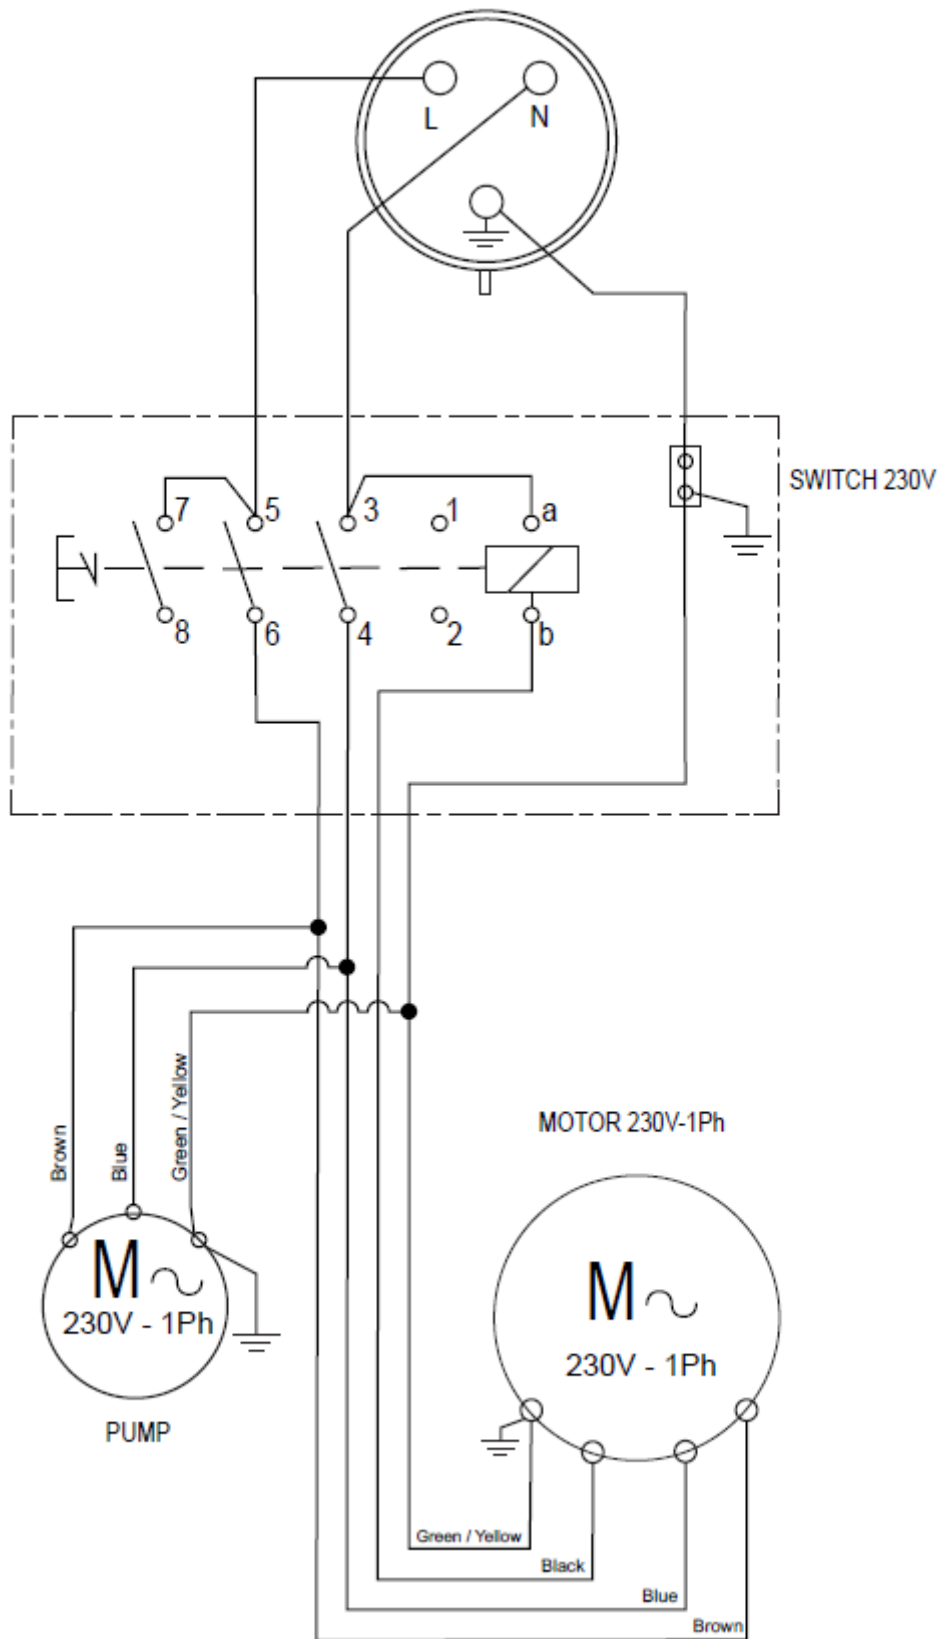 L
N
SWITCH 230V
7
5
3
1
a
8
6
4
2
b
Brown
Blue
Green / Yellow
MOTOR 230V-1Ph
M
230V - 1Ph
PUMP
M
230V - 1Ph
Green / Yellow
Black
Blue
Brown